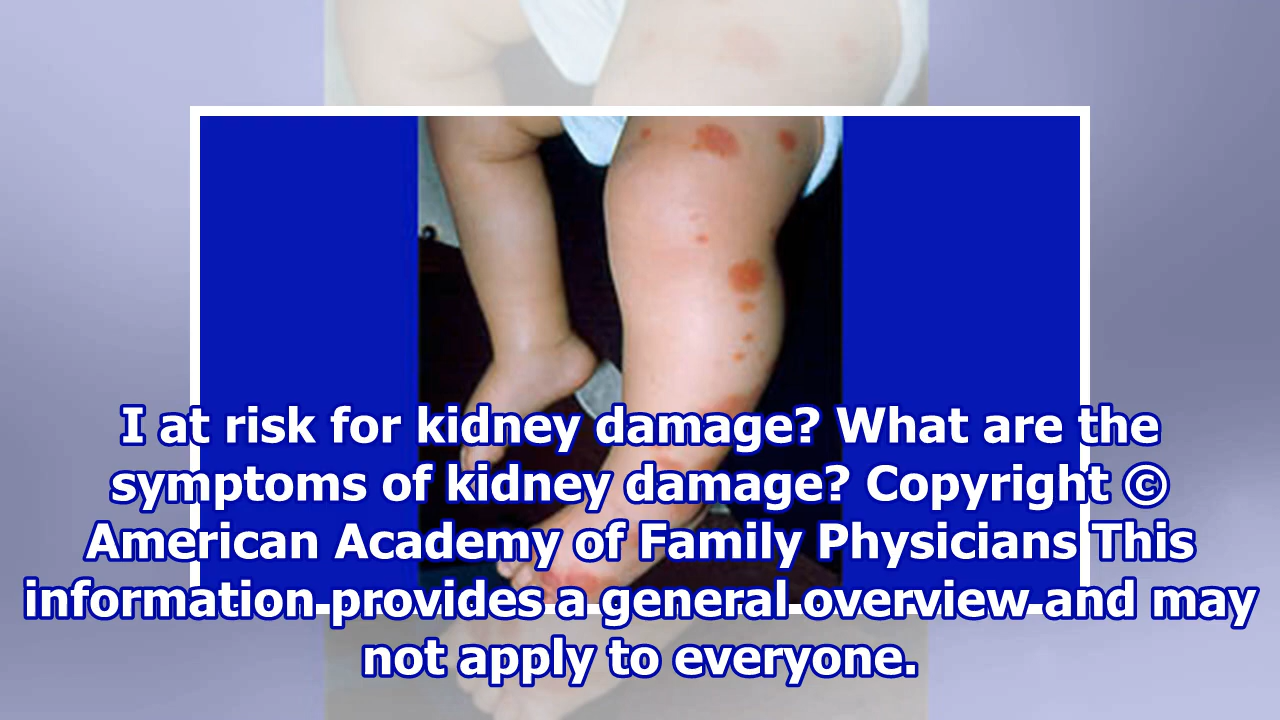 I at risk for kidney damage? What are the
symptoms of kidney damage? Copyright ©
American Academy of Family Physicians This
information provides a general overview and may
not apply to everyone.